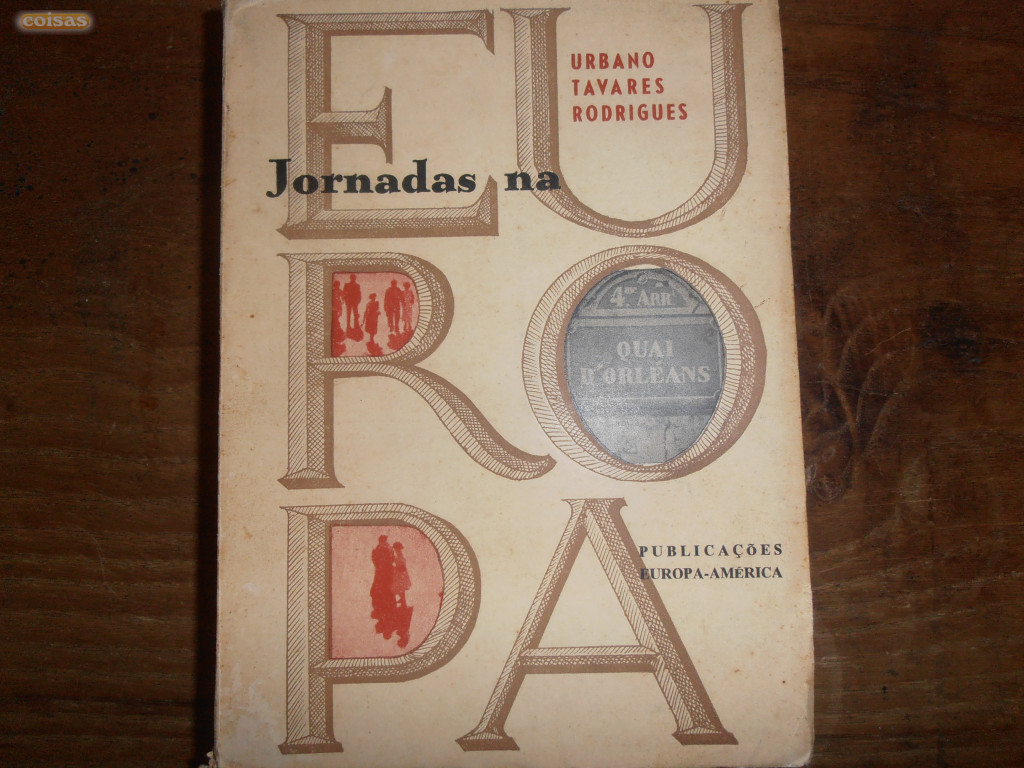 coisas
URBANO
TAVARES
RODRIGUES
Jornadas na
EU
RO
PA
4ME ARR
QUAI
D'ORLEANS
PUBLICAÇÕES
EUROPA-AMÉRICA